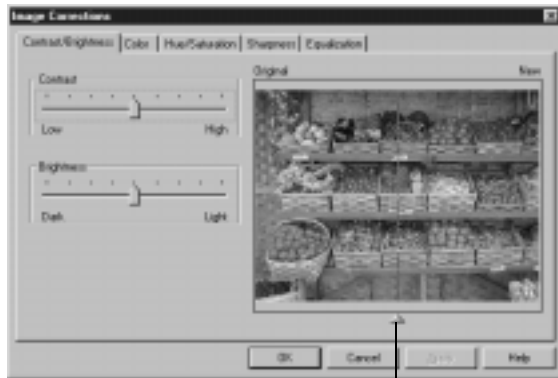 Image Corrections
Contrast/Brightness Color Hue/Saturation Sharpness Equalization
Contrast
Low High
Brightness
Dark Light
Original New
OK Cancel Apply Help